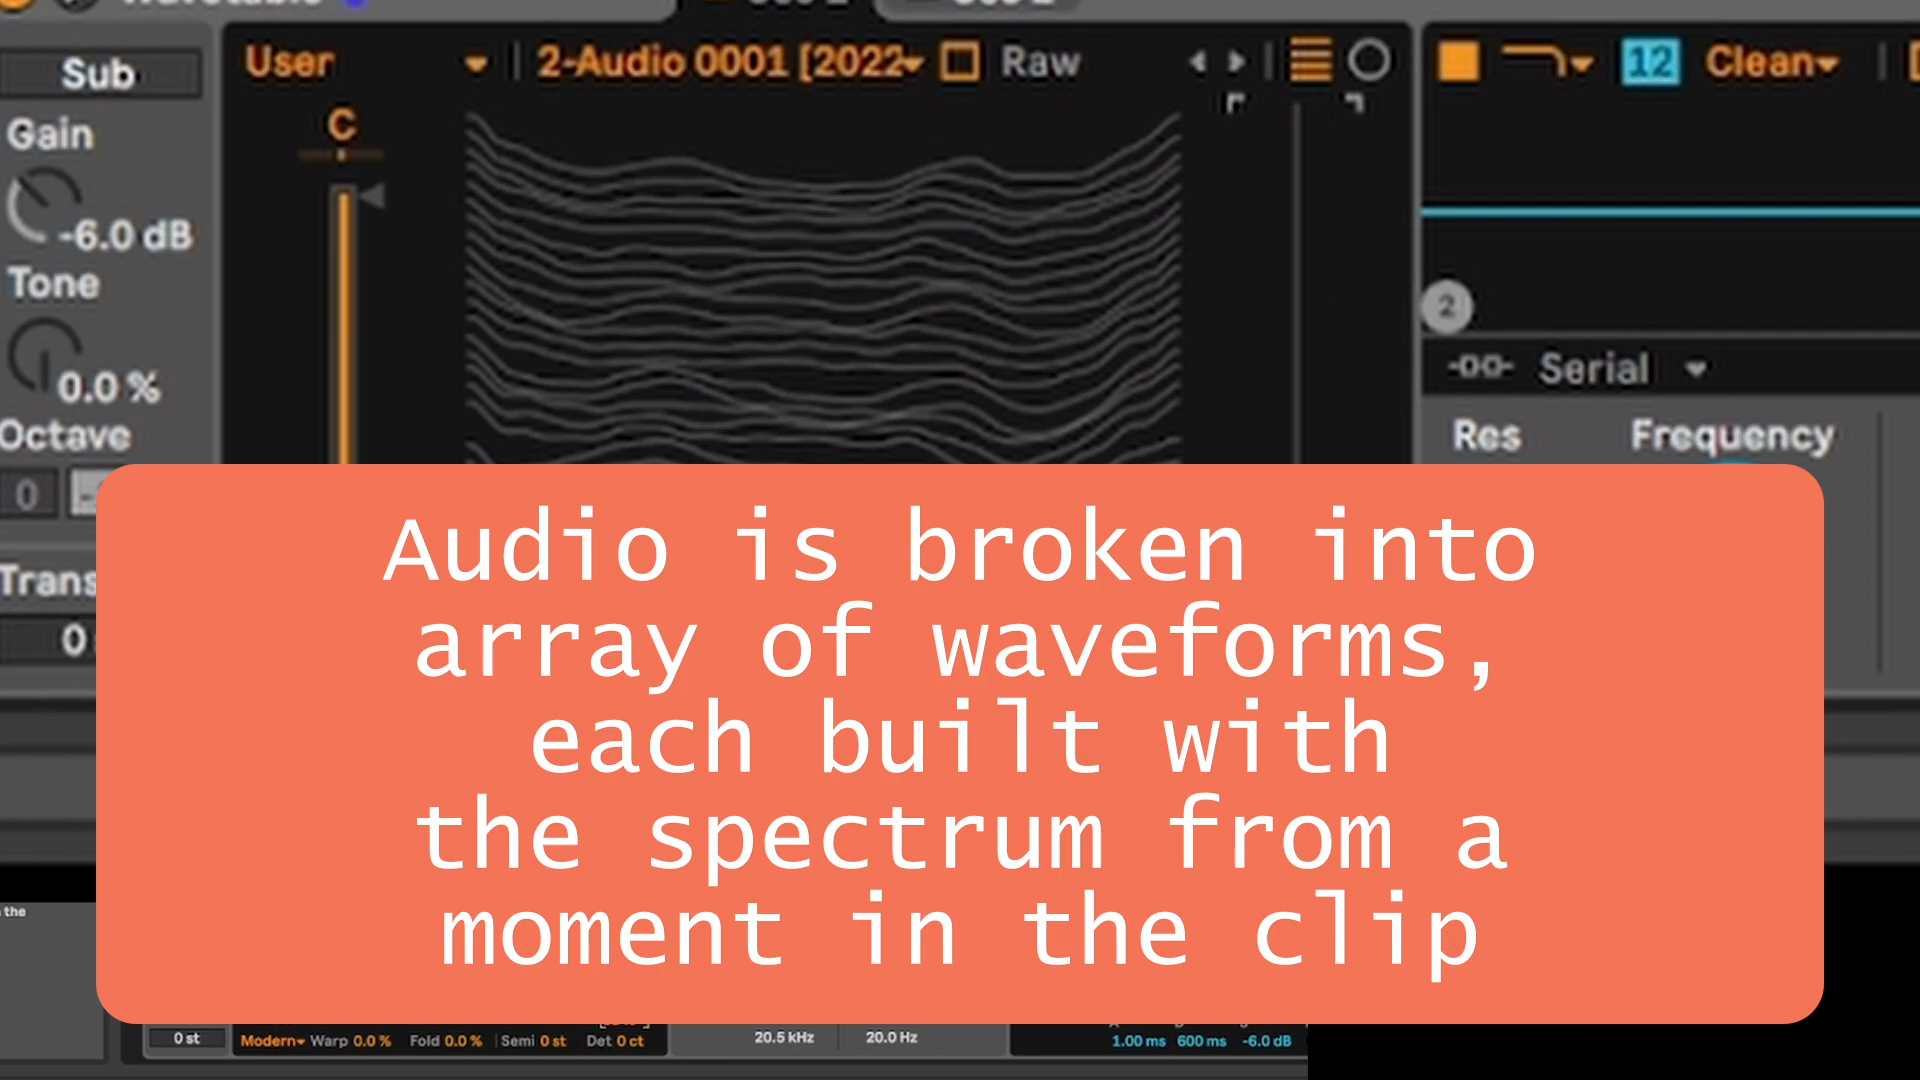 Sub
User
2-Audio 0001 [2022
Raw
12
Clean
Gain
C
-6.0 dB
Tone
0.0 %
2
Serial
Octave
Res
Frequency
0
Trans
0
Audio is broken into
array of waveforms,
each built with
the spectrum from a
moment in the clip
the
0 st
Modern Warp 0.0 % Fold 0.0 % Semi 0 st Det 0 ct
20.5 kHz
20.0 Hz
1.00 ms 600 ms -6.0 dB